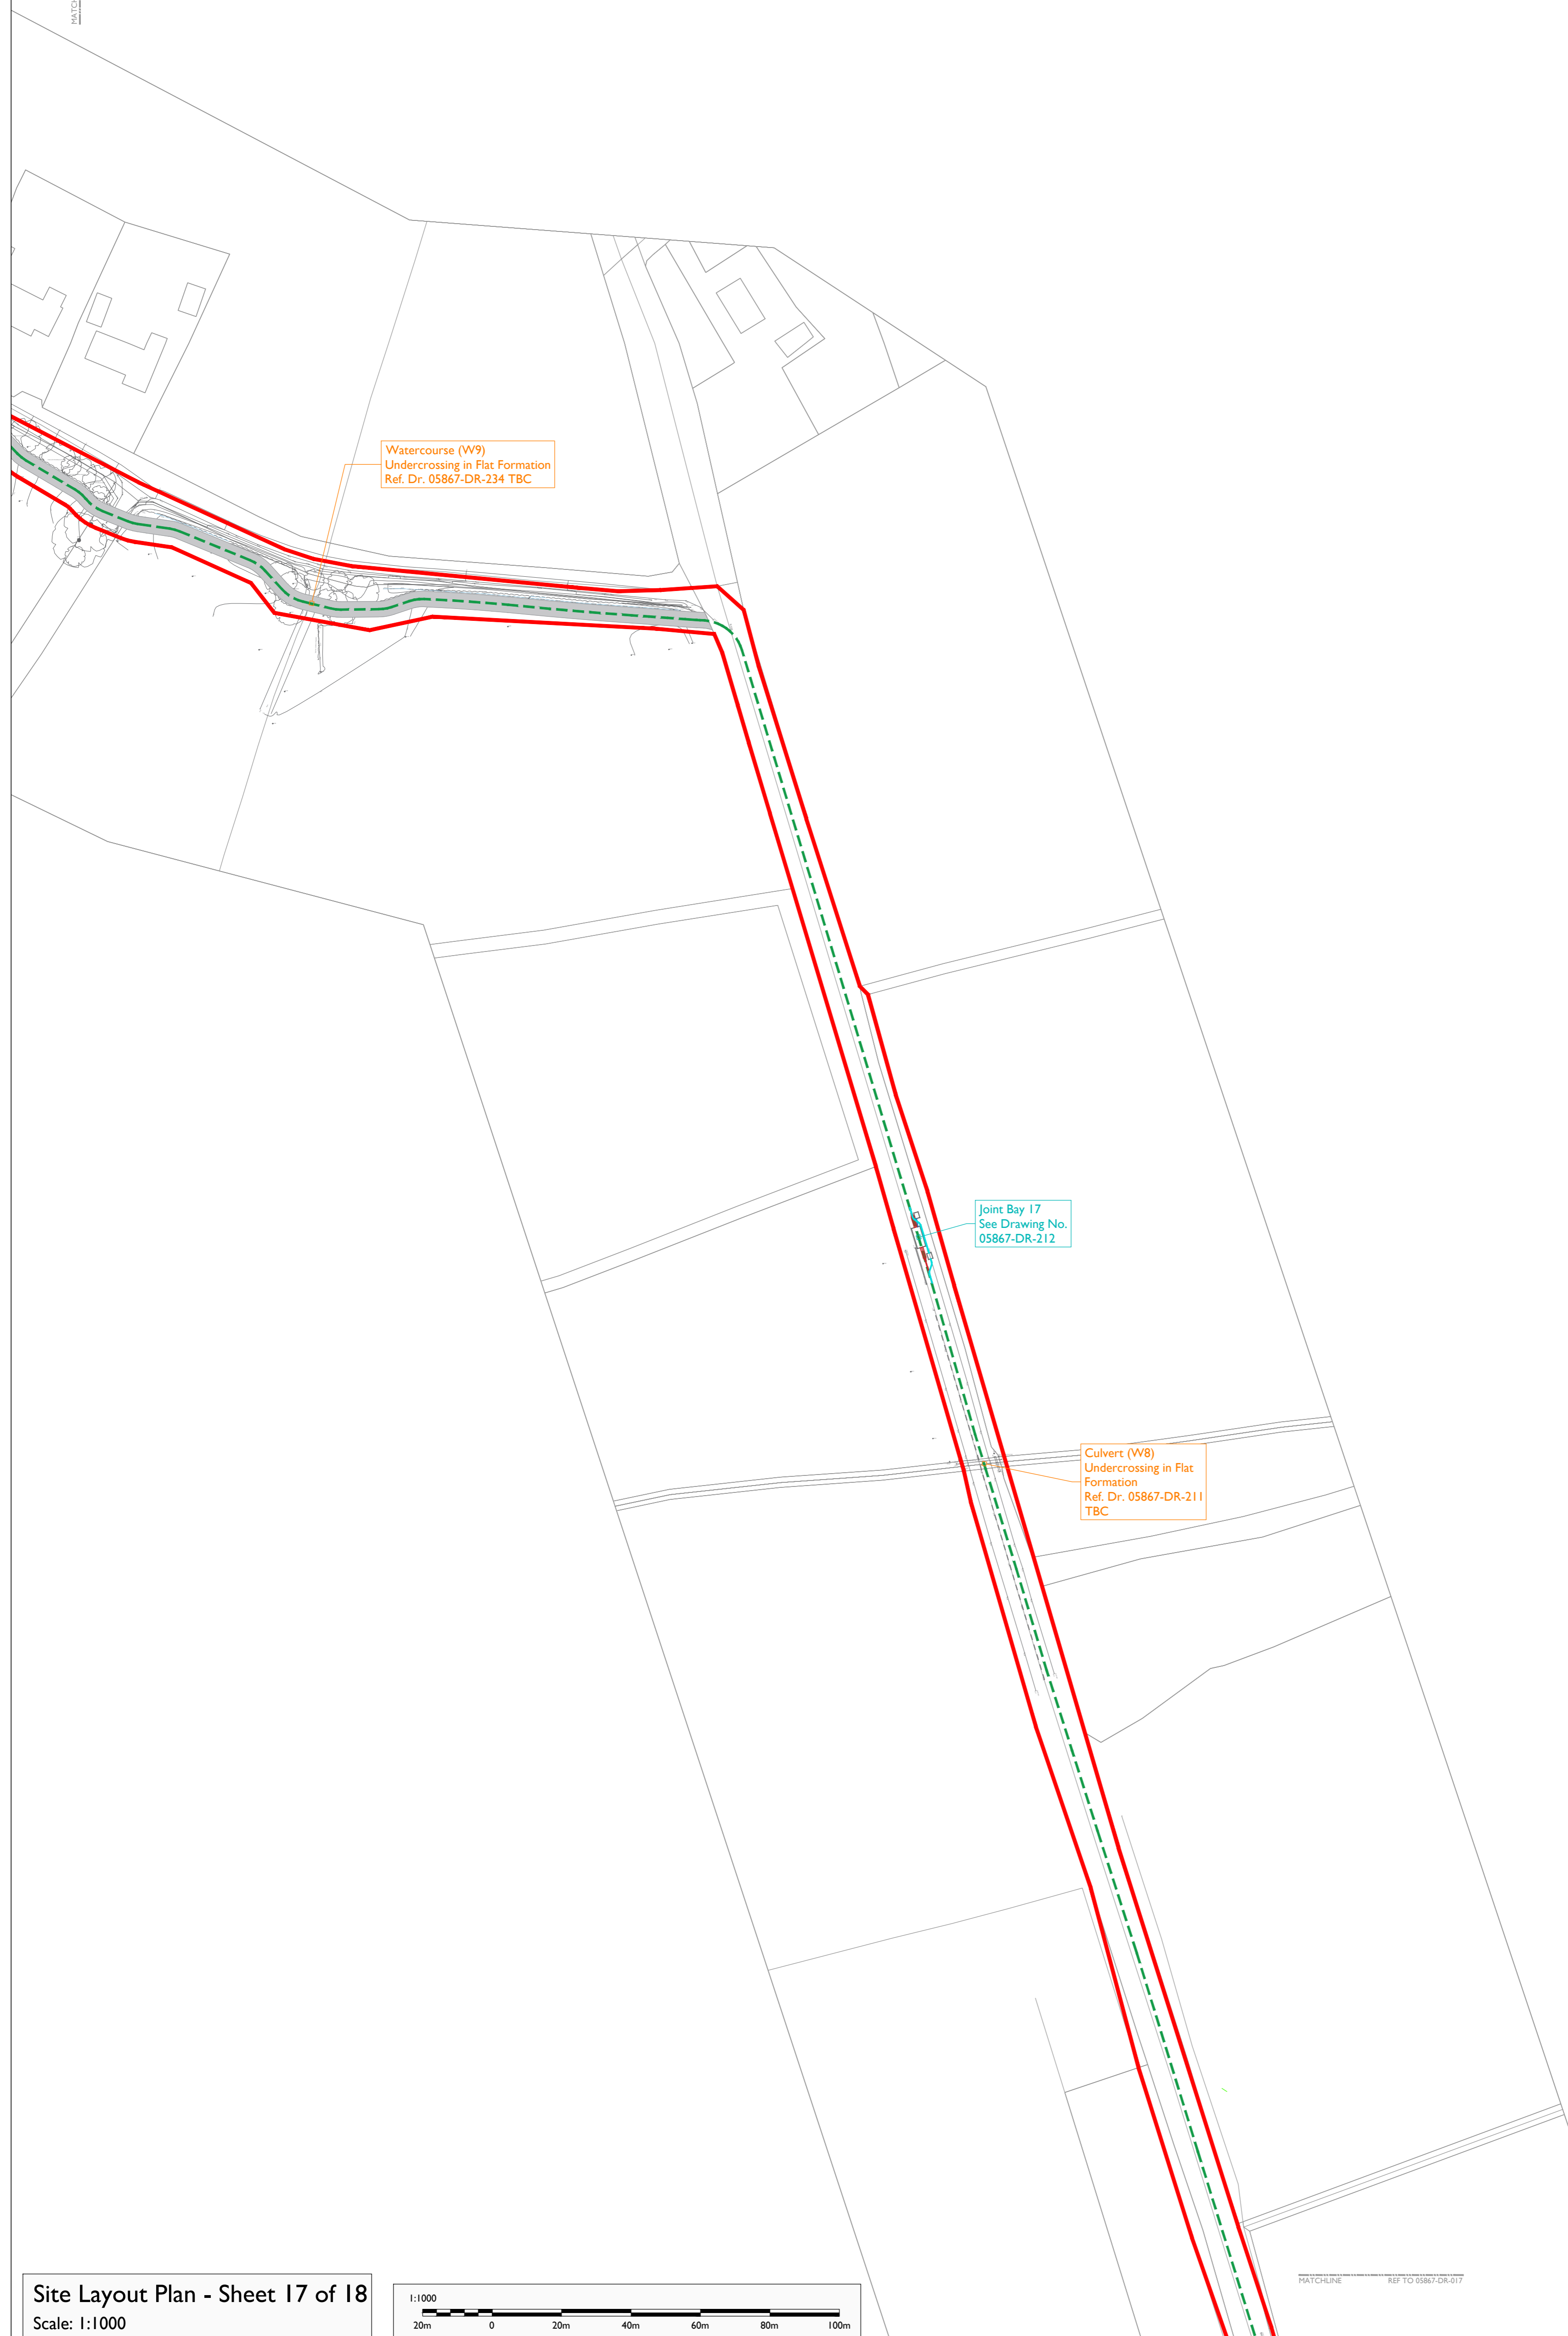 MATCH
Watercourse (W9)
Undercrossing in Flat Formation
Ref. Dr. 05867-DR-234 TBC
Joint Bay 17
See Drawing No.
05867-DR-212
Culvert (W8)
Undercrossing in Flat
Formation
Ref. Dr. 05867-DR-211
TBC
MATCHLINE REF TO 05867-DR-017
Site Layout Plan - Sheet 17 of 18
Scale: 1:1000
1:1000
20m 0 20m 40m 60m 80m 100m